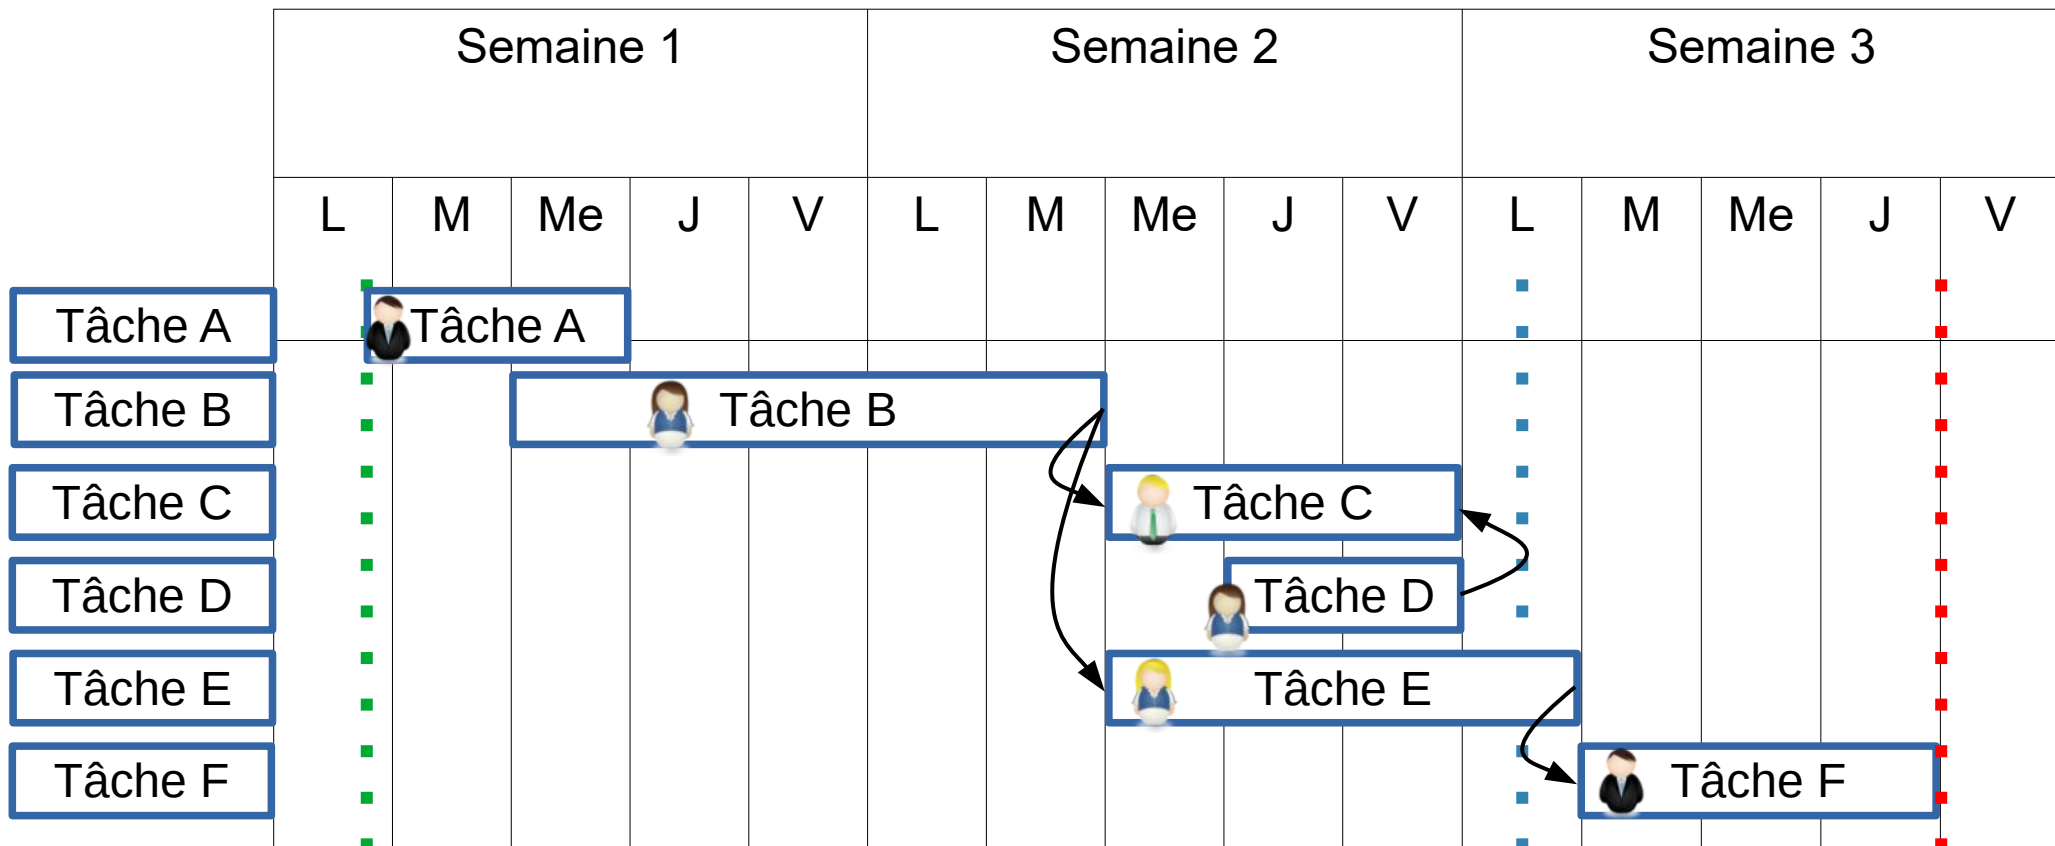 Semaine 1 Semaine 2 Semaine 3
L M Me J V L M Me J V L M Me J V
Tâche A Tâche A
Tâche B Tâche B
Tâche C Tâche C
Tâche D Tâche D
Tâche E Tâche E
Tâche F Tâche F